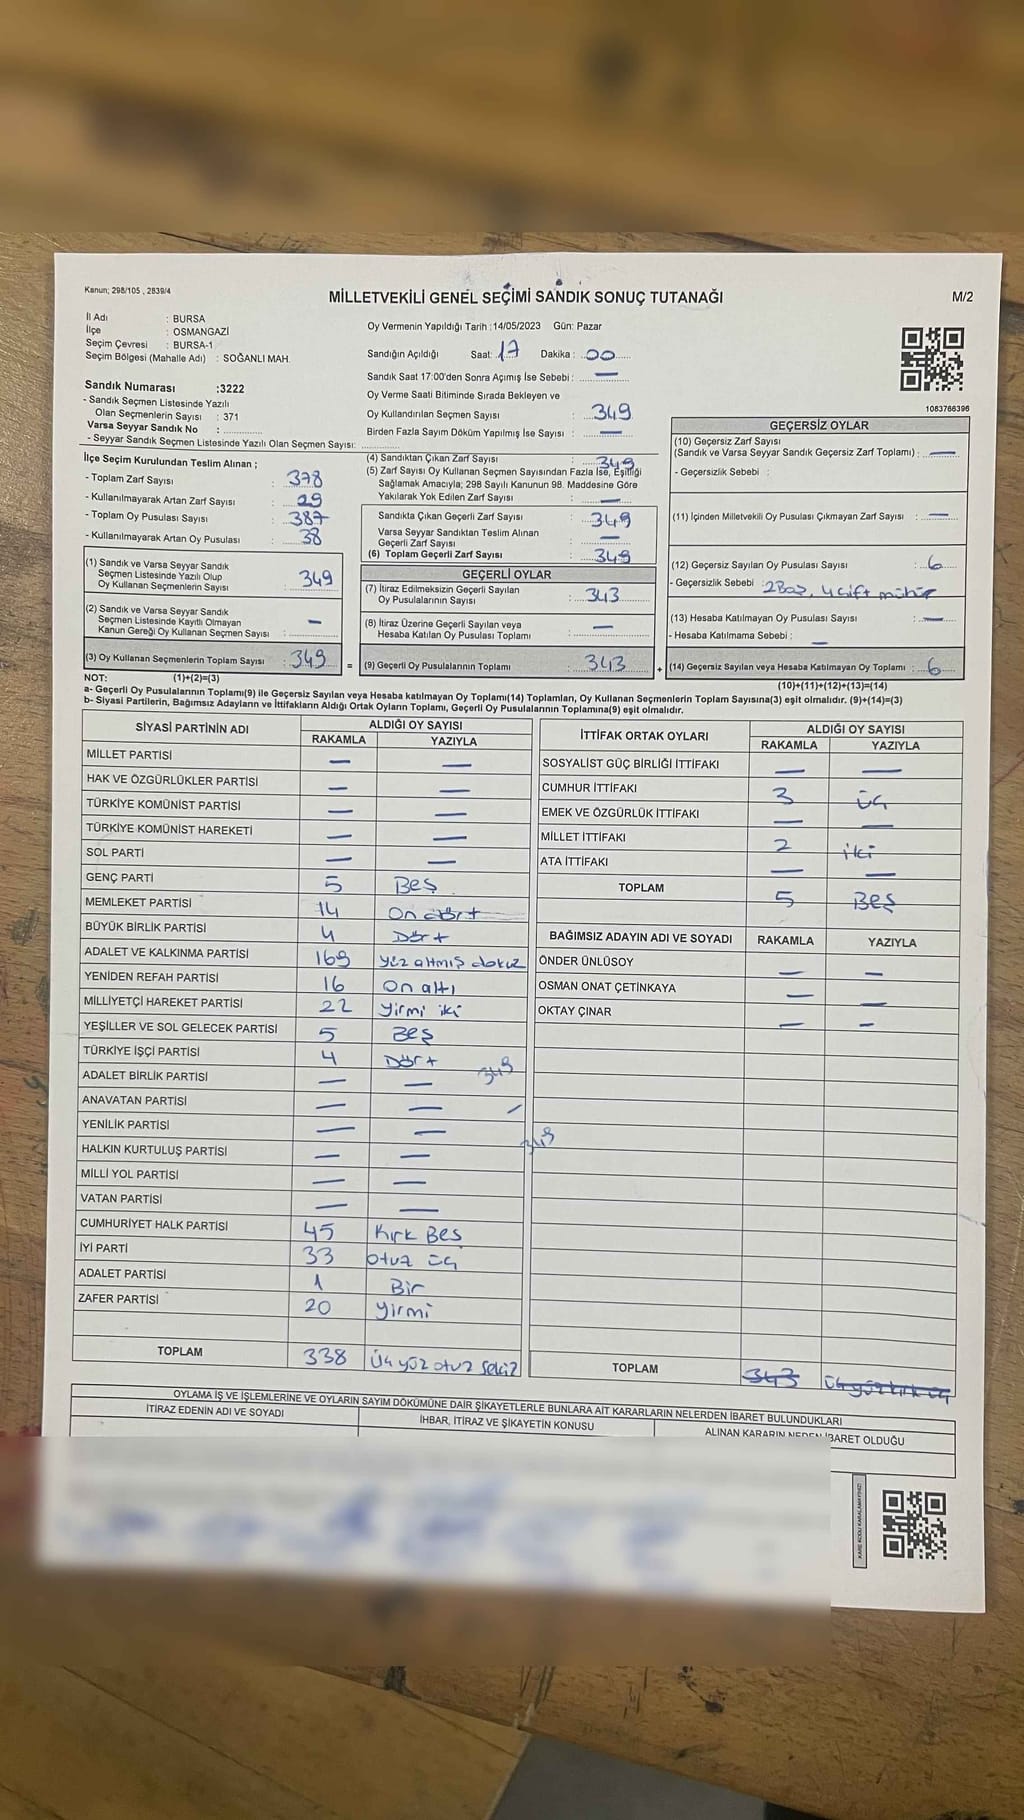 Kanun; 298/105 , 2839/4
MİLLETVEKİLİ GENEL SEÇİMİ SANDIK SONUÇ TUTANAĞI
M/2
İl Adı : BURSA
İlçe : OSMANGAZİ
Seçim Çevresi : BURSA-1
Seçim Bölgesi (Mahalle Adı) : SOĞANLI MAH.
Sandık Numarası :3222
- Sandık Seçmen Listesinde Yazılı
Olan Seçmenlerin Sayısı : 371
Varsa Seyyar Sandık No :
- Seyyar Sandık Seçmen Listesinde Yazılı Olan Seçmen Sayısı:
Oy Vermenin Yapıldığı Tarih :14/05/2023 Gün: Pazar
Sandığın Açıldığı Saat: 17 Dakika : 00
Sandık Saat 17:00'den Sonra Açımış İse Sebebi : —
Oy Verme Saati Bitiminde Sırada Bekleyen ve
Oy Kullandırılan Seçmen Sayısı : 349
Birden Fazla Sayım Döküm Yapılmış İse Sayısı : —
1083766396
İlçe Seçim Kurulundan Teslim Alınan ;
- Toplam Zarf Sayısı : 378
- Kullanılmayarak Artan Zarf Sayısı : 29
- Toplam Oy Pusulası Sayısı : 387
- Kullanılmayarak Artan Oy Pusulası : 38
(1) Sandık ve Varsa Seyyar Sandık
Seçmen Listesinde Yazılı Olup
Oy Kullanan Seçmenlerin Sayısı : 349
(2) Sandık ve Varsa Seyyar Sandık
Seçmen Listesinde Kayıtlı Olmayan
Kanun Gereği Oy Kullanan Seçmen Sayısı : —
(3) Oy Kullanan Seçmenlerin Toplam Sayısı : 349 =
(4) Sandıktan Çıkan Zarf Sayısı : 349
(5) Zarf Sayısı Oy Kullanan Seçmen Sayısından Fazla İse, Eşitliği
Sağlamak Amacıyla; 298 Sayılı Kanunun 98. Maddesine Göre
Yakılarak Yok Edilen Zarf Sayısı : —
Sandıkta Çıkan Geçerli Zarf Sayısı : 349
Varsa Seyyar Sandıktan Teslim Alınan
Geçerli Zarf Sayısı : —
(6) Toplam Geçerli Zarf Sayısı : 349
GEÇERLİ OYLAR
(7) İtiraz Edilmeksizin Geçerli Sayılan
Oy Pusulalarının Sayısı : 343
(8) İtiraz Üzerine Geçerli Sayılan veya
Hesaba Katılan Oy Pusulası Toplamı : —
(9) Geçerli Oy Pusulalarının Toplamı : 343 +
GEÇERSİZ OYLAR
(10) Geçersiz Zarf Sayısı
(Sandık ve Varsa Seyyar Sandık Geçersiz Zarf Toplamı) : —
- Geçersizlik Sebebi :
(11) İçinden Milletvekili Oy Pusulası Çıkmayan Zarf Sayısı : —
(12) Geçersiz Sayılan Oy Pusulası Sayısı : 6
- Geçersizlik Sebebi : 2 Boş, 4 çift mühür
(13) Hesaba Katılmayan Oy Pusulası Sayısı : —
- Hesaba Katılmama Sebebi : —
(14) Geçersiz Sayılan veya Hesaba Katılmayan Oy Toplamı : 6
NOT: (1)+(2)=(3)
(10)+(11)+(12)+(13)=(14)
a- Geçerli Oy Pusulalarının Toplamı(9) ile Geçersiz Sayılan veya Hesaba katılmayan Oy Toplamı(14) Toplamları, Oy Kullanan Seçmenlerin Toplam Sayısına(3) eşit olmalıdır. (9)+(14)=(3)
b- Siyasi Partilerin, Bağımsız Adayların ve İttifakların Aldığı Ortak Oyların Toplamı, Geçerli Oy Pusulalarının Toplamına(9) eşit olmalıdır.
SİYASİ PARTİNİN ADI ALDIĞI OY SAYISI
RAKAMLA YAZIYLA
MİLLET PARTİSİ — —
HAK VE ÖZGÜRLÜKLER PARTİSİ — —
TÜRKİYE KOMÜNİST PARTİSİ — —
TÜRKİYE KOMÜNİST HAREKETİ — —
SOL PARTİ — —
GENÇ PARTİ 5 Beş
MEMLEKET PARTİSİ 14 On dört
BÜYÜK BİRLİK PARTİSİ 4 Dört
ADALET VE KALKINMA PARTİSİ 169 yüz altmış dokuz
YENİDEN REFAH PARTİSİ 16 On altı
MİLLİYETÇİ HAREKET PARTİSİ 22 yirmi iki
YEŞİLLER VE SOL GELECEK PARTİSİ 5 Beş
TÜRKİYE İŞÇİ PARTİSİ 4 Dört
349
ADALET BİRLİK PARTİSİ — —
ANAVATAN PARTİSİ — —
YENİLİK PARTİSİ — —
349
HALKIN KURTULUŞ PARTİSİ — —
MİLLİ YOL PARTİSİ — —
VATAN PARTİSİ — —
CUMHURİYET HALK PARTİSİ 45 Kırk Beş
İYİ PARTİ 33 otuz üç
ADALET PARTİSİ 1 Bir
ZAFER PARTİSİ 20 yirmi
TOPLAM 338 Üç yüz otuz sekiz
İTTİFAK ORTAK OYLARI ALDIĞI OY SAYISI
RAKAMLA YAZIYLA
SOSYALİST GÜÇ BİRLİĞİ İTTİFAKI — —
CUMHUR İTTİFAKI 3 üç
EMEK VE ÖZGÜRLÜK İTTİFAKI — —
MİLLET İTTİFAKI 2 iki
ATA İTTİFAKI — —
TOPLAM 5 Beş
BAĞIMSIZ ADAYIN ADI VE SOYADI RAKAMLA YAZIYLA
ÖNDER ÜNLÜSOY — —
OSMAN ONAT ÇETİNKAYA — —
OKTAY ÇINAR — —
TOPLAM 343 üç yüz kırk üç
OYLAMA İŞ VE İŞLEMLERİNE VE OYLARIN SAYIM DÖKÜMÜNE DAİR ŞİKAYETLERLE BUNLARA AİT KARARLARIN NELERDEN İBARET BULUNDUKLARI
İTİRAZ EDENİN ADI VE SOYADI İHBAR, İTİRAZ VE ŞİKAYETİN KONUSU ALINAN KARARIN NEDEN İBARET OLDUĞU